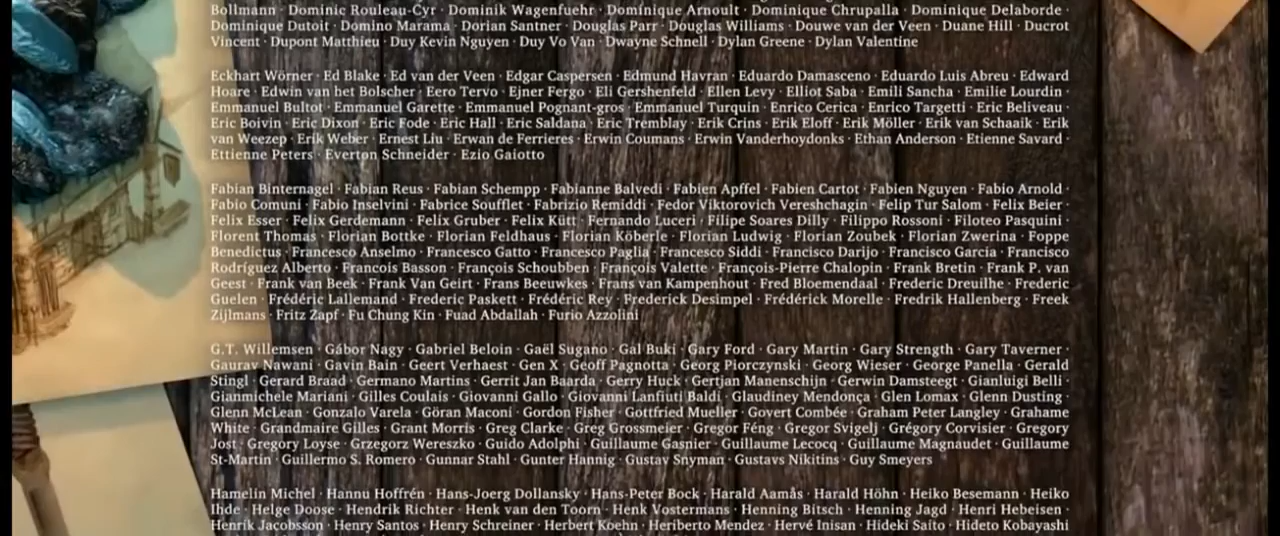 Bollmann · Dominic Rouleau-Cyr · Dominik Wagenfuehr · Dominique Arnoult · Dominique Chrupalla · Dominique Delaborde ·
Dominique Dutoit · Domino Marama · Dorian Santner · Douglas Parr · Douglas Williams · Douwe van der Veen · Duane Hill · Ducrot
Vincent · Dupont Matthieu · Duy Kevin Nguyen · Duy Vo Van · Dwayne Schnell · Dylan Greene · Dylan Valentine
Eckhart Wörner · Ed Blake · Ed van der Veen · Edgar Caspersen · Edmund Havran · Eduardo Damasceno · Eduardo Luis Abreu · Edward
Hoare · Edwin van het Bolscher · Eero Tervo · Ejner Fergo · Eli Gershenfeld · Ellen Levy · Elliot Saba · Emili Sancha · Emilie Lourdin ·
Emmanuel Bultot · Emmanuel Garette · Emmanuel Pognant-gros · Emmanuel Turquin · Enrico Cerica · Enrico Targetti · Eric Beliveau ·
Eric Boivin · Eric Dixon · Eric Fode · Eric Hall · Eric Saldana · Eric Tremblay · Erik Crins · Erik Eloff · Erik Möller · Erik van Schaaik · Erik
van Weezep · Erik Weber · Ernest Liu · Erwan de Ferrieres · Erwin Coumans · Erwin Vanderhoydonks · Ethan Anderson · Etienne Savard ·
Ettienne Peters · Everton Schneider · Ezio Gaiotto
Fabian Binternagel · Fabian Reus · Fabian Schempp · Fabianne Balvedi · Fabien Apffel · Fabien Cartot · Fabien Nguyen · Fabio Arnold ·
Fabio Comuni · Fabio Inselvini · Fabrice Soufflet · Fabrizio Remiddi · Fedor Viktorovich Vereshchagin · Felip Tur Salom · Felix Beier ·
Felix Esser · Felix Gerdemann · Felix Gruber · Felix Kütt · Fernando Luceri · Filipe Soares Dilly · Filippo Rossoni · Filoteo Pasquini ·
Florent Thomas · Florian Bottke · Florian Feldhaus · Florian Köberle · Florian Ludwig · Florian Zoubek · Florian Zwerina · Foppe
Benedictus · Francesco Anselmo · Francesco Gatto · Francesco Paglia · Francesco Siddi · Francisco Darijo · Francisco Garcia · Francisco
Rodríguez Alberto · Francois Basson · François Schoubben · François Valette · François-Pierre Chalopin · Frank Bretin · Frank P. van
Geest · Frank van Beek · Frank Van Geirt · Frans Beeuwkes · Frans van Kampenhout · Fred Bloemendaal · Frederic Dreuilhe · Frederic
Guelen · Frédéric Lallemand · Frederic Paskett · Frédéric Rey · Frederick Desimpel · Frédérick Morelle · Fredrik Hallenberg · Freek
Zijlmans · Fritz Zapf · Fu Chung Kin · Fuad Abdallah · Furio Azzolini
G.T. Willemsen · Gábor Nagy · Gabriel Beloin · Gaël Sugano · Gal Buki · Gary Ford · Gary Martin · Gary Strength · Gary Taverner ·
Gaurav Nawani · Gavin Bain · Geert Verhaest · Gen X · Geoff Pagnotta · Georg Piorczynski · Georg Wieser · George Panella · Gerald
Stingl · Gerard Braad · Germano Martins · Gerrit Jan Baarda · Gerry Huck · Gertjan Manenschijn · Gerwin Damsteegt · Gianluigi Belli ·
Gianmichele Mariani · Gilles Coulais · Giovanni Gallo · Giovanni Lanfiuti Baldi · Glaudiney Mendonça · Glen Lomax · Glenn Dusting ·
Glenn McLean · Gonzalo Varela · Göran Maconi · Gordon Fisher · Gottfried Mueller · Govert Combée · Graham Peter Langley · Grahame
White · Grandmaire Gilles · Grant Morris · Greg Clarke · Greg Grossmeier · Gregor Féng · Gregor Svigelj · Grégory Corvisier · Gregory
Jost · Gregory Loyse · Grzegorz Wereszko · Guido Adolphi · Guillaume Gasnier · Guillaume Lecocq · Guillaume Magnaudet · Guillaume
St-Martin · Guillermo S. Romero · Gunnar Stahl · Gunter Hannig · Gustav Snyman · Gustavs Nikitins · Guy Smeyers
Hamelin Michel · Hannu Hoffrén · Hans-Joerg Dollansky · Hans-Peter Bock · Harald Aamås · Harald Höhn · Heiko Besemann · Heiko
Ihde · Helge Doose · Hendrik Richter · Henk van den Toorn · Henk Vostermans · Henning Bitsch · Henning Jagd · Henri Hebeisen ·
Henrik Jacobsson · Henry Santos · Henry Schreiner · Herbert Koehn · Heriberto Mendez · Hervé Inisan · Hideki Saito · Hideto Kobayashi